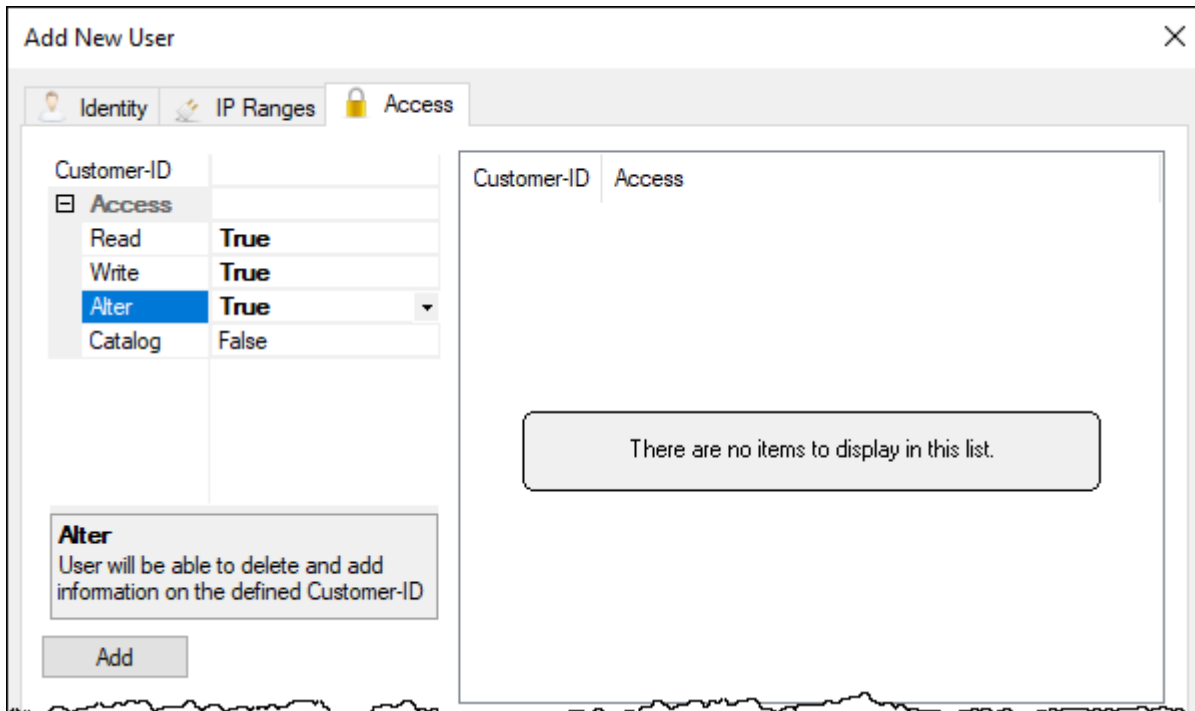 Add New User
Identity IP Ranges Access
Customer-ID
Access
Read True
Write True
Alter True
Catalog False
Alter
User will be able to delete and add
information on the defined Customer-ID
Add
Customer-ID Access
There are no items to display in this list.